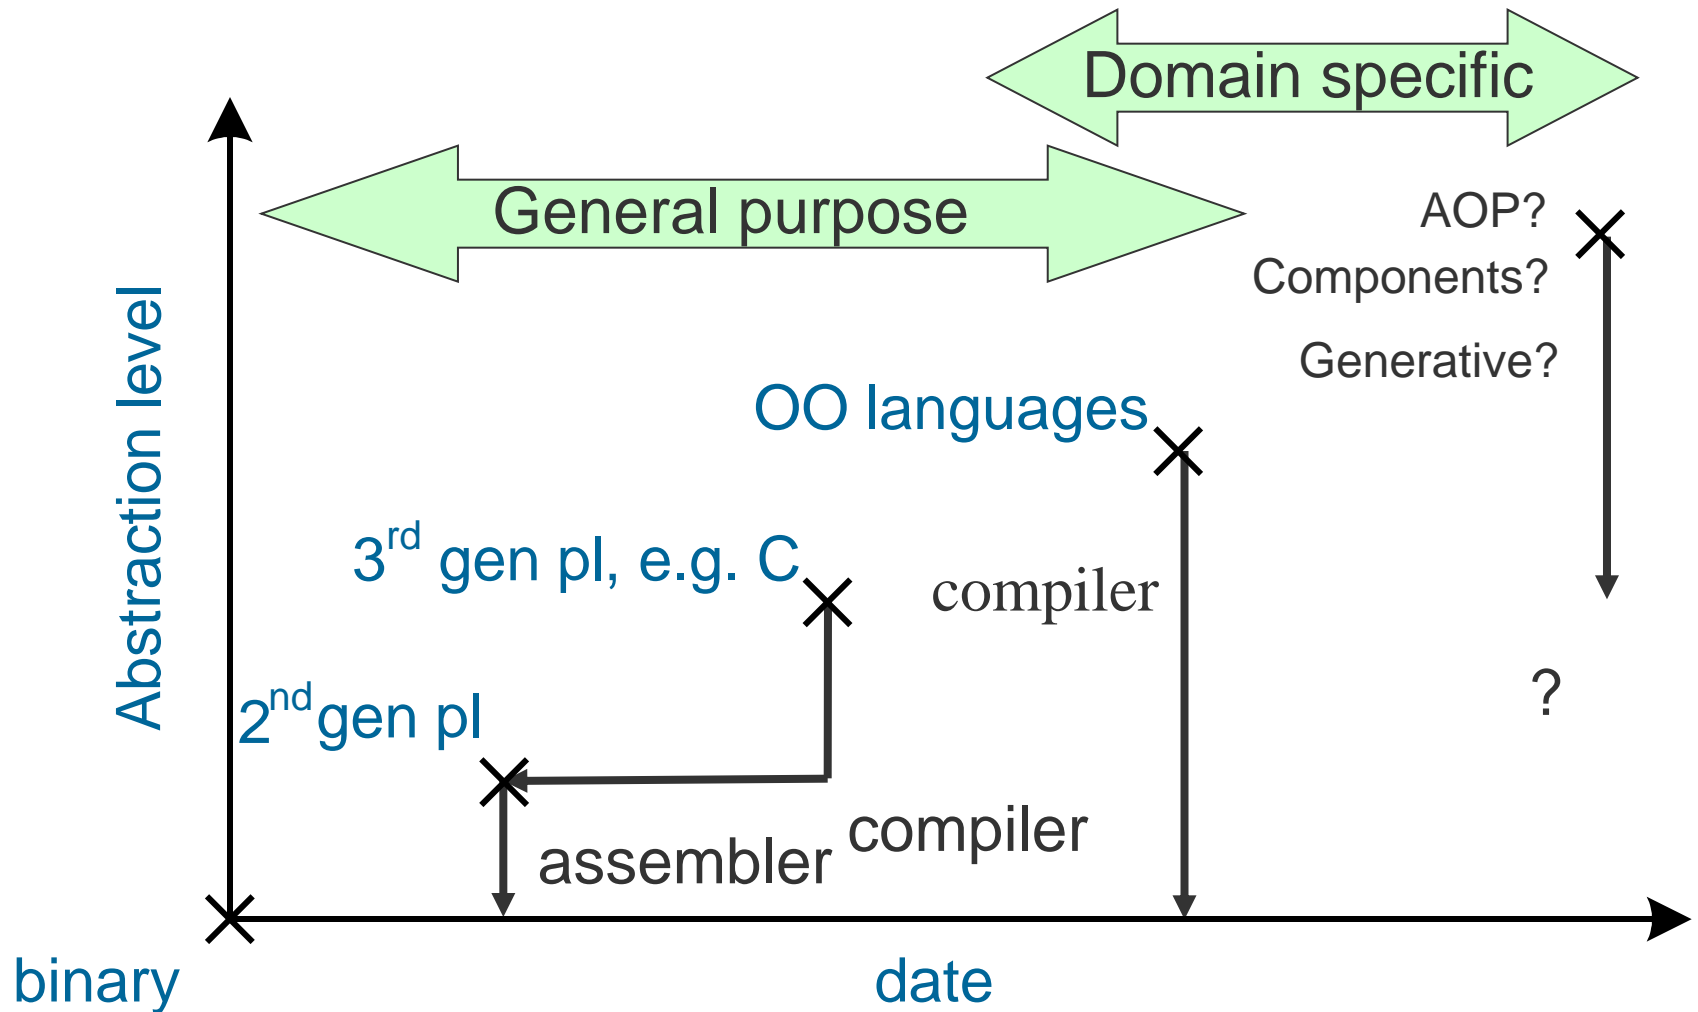 Domain specific
General purpose
AOP?
Components?
Generative?
OO languages
Abstraction level
3rd gen pl, e.g. C
compiler
2nd gen pl
?
compiler
assembler
binary
date